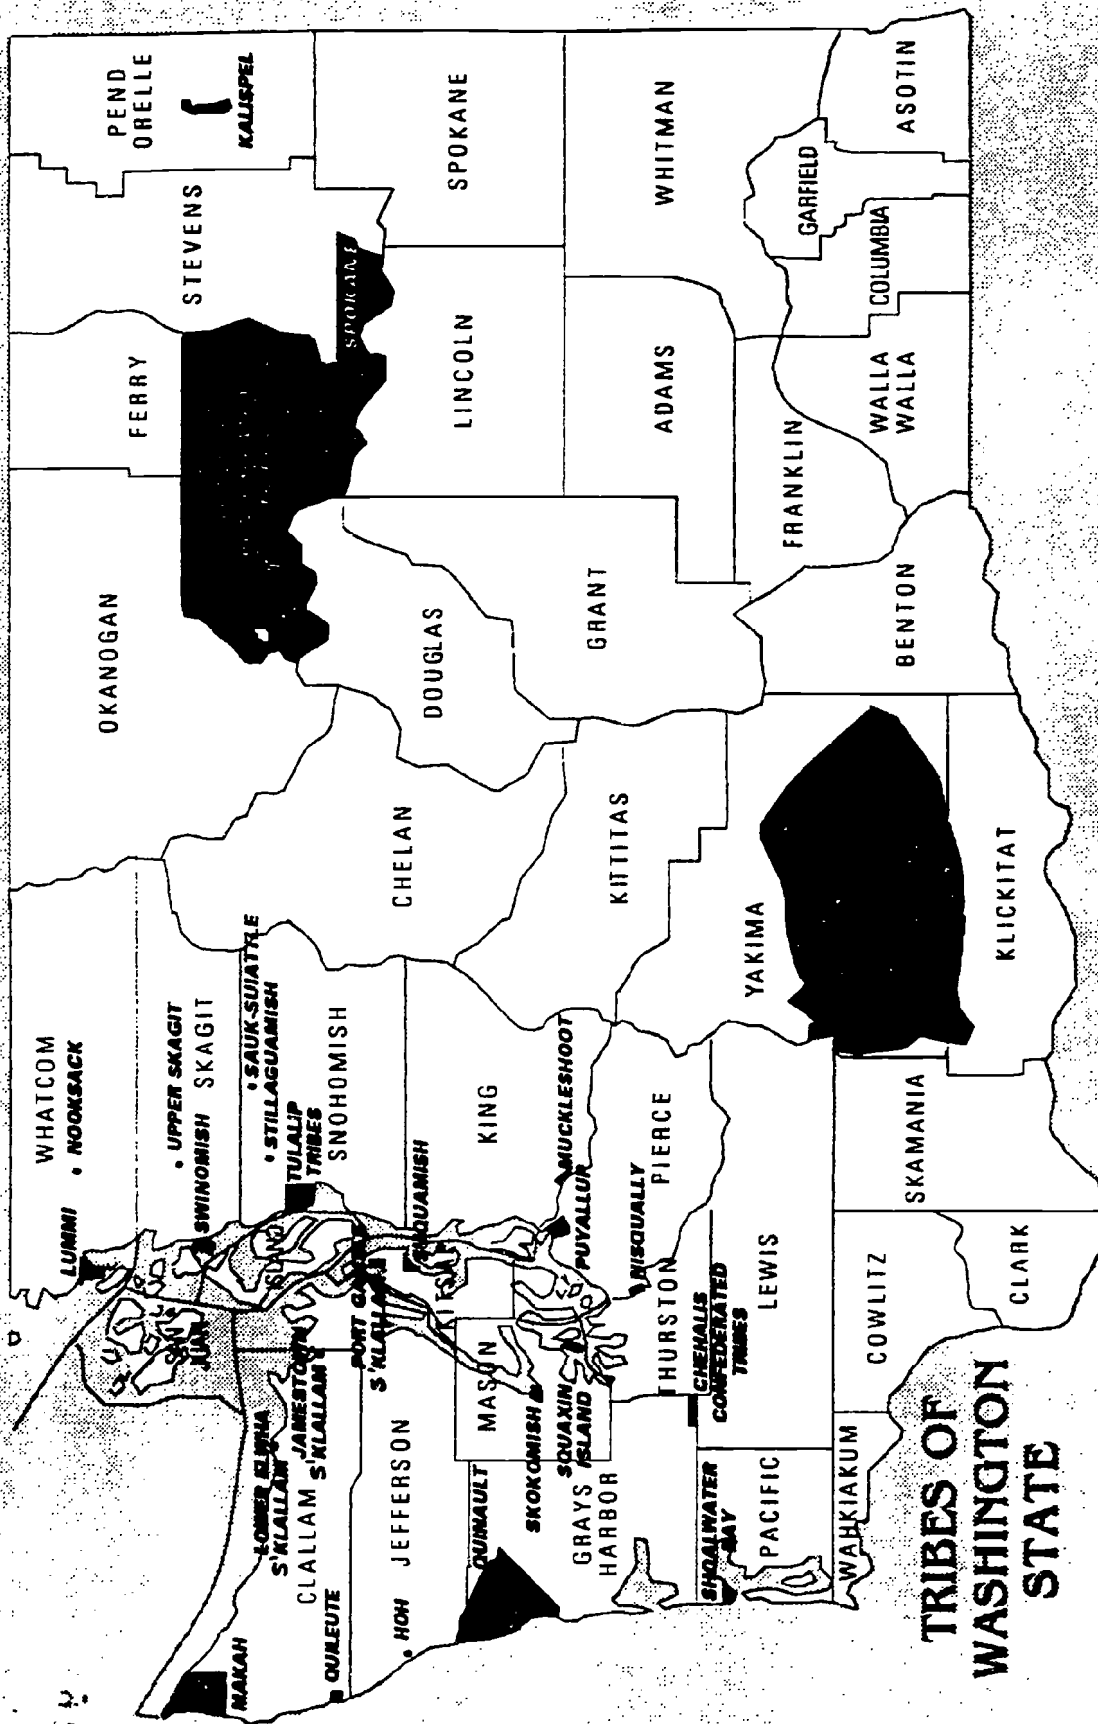 WHATCOM
LUMMI
NOOKSACK
SAN
JUAN
UPPER SKAGIT
SKAGIT
SWINOMISH
SAUK-SUIATTLE
STILLAGUAMISH
TULALIP
TRIBES
SNOHOMISH
MAKAH
LOWER ELWHA
S'KLALLAM
JAMESTOWN
S'KLALLAM
CLALLAM
PORT GAMBLE
S'KLALLAM
SUQUAMISH
QUILEUTE
HOH
JEFFERSON
KING
MUCKLESHOOT
PUYALLUP
NISQUALLY
PIERCE
QUINAULT
MASON
SKOKOMISH
SQUAXIN
ISLAND
GRAYS
HARBOR
THURSTON
CHEHALIS
CONFEDERATED
TRIBES
LEWIS
SHOALWATER
BAY
PACIFIC
WAHKIAKUM
COWLITZ
CLARK
SKAMANIA
OKANOGAN
FERRY
STEVENS
PEND
ORELLE
KALISPEL
SPOKANE
SPOKANE
CHELAN
DOUGLAS
LINCOLN
KITTITAS
GRANT
ADAMS
WHITMAN
YAKIMA
KLICKITAT
BENTON
FRANKLIN
WALLA
WALLA
COLUMBIA
GARFIELD
ASOTIN
TRIBES OF
WASHINGTON
STATE